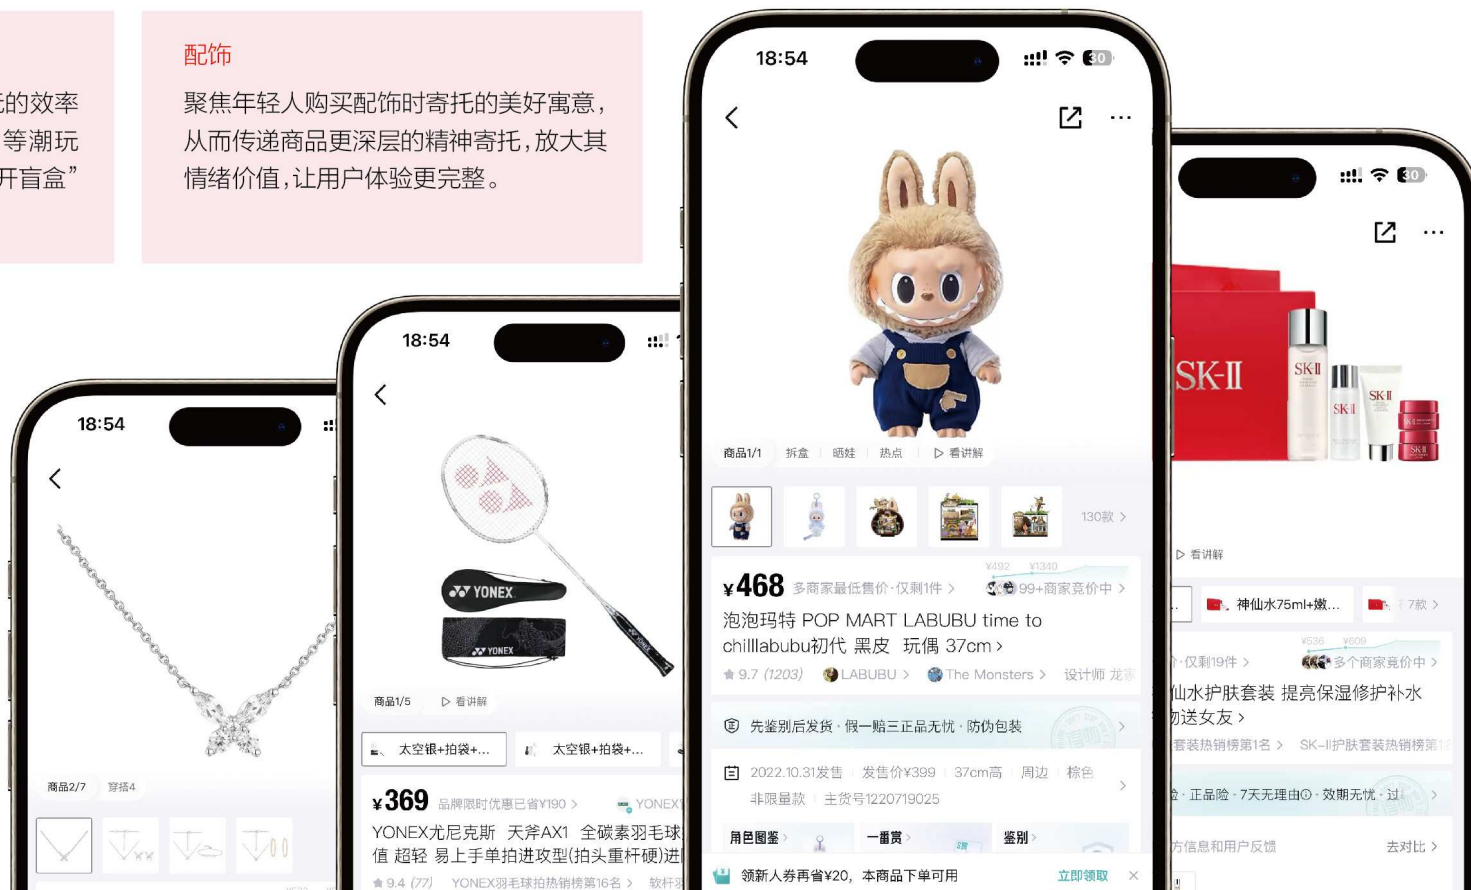 玩的效率
等潮玩
开盲盒”
配饰
聚焦年轻人购买配饰时寄托的美好寓意，
从而传递商品更深层的精神寄托，放大其
情绪价值，让用户体验更完整。
18:54
商品2/7 穿搭4
18:54
YONEX
YONEX
商品1/5 看讲解
太空银+拍袋+... 太空银+拍袋+...
¥369 品牌限时优惠已省¥190 > YONEX
YONEX尤尼克斯 天斧AX1 全碳素羽毛球
值 超轻 易上手单拍进攻型(拍头重杆硬)进
9.4 (77) YONEX羽毛球拍热销榜第16名 > 软杆
18:54 30
商品1/1 拆盒 晒娃 热点 看讲解
130款 >
¥492 ¥1340
¥468 多商家最低售价·仅剩1件 > 99+商家竞价中 >
泡泡玛特 POP MART LABUBU time to
chilllabubu初代 黑皮 玩偶 37cm >
9.7 (1203) LABUBU > The Monsters > 设计师 龙家
先鉴别后发货 · 假一赔三正品无忧 · 防伪包装 >
2022.10.31发售 发售价¥399 37cm高 周边 棕色
非限量款 主货号1220719025
角色图鉴 > 一番赏 > 鉴别 >
领新人券再省¥20，本商品下单可用 立即领取 ×
30
SK-II
SK-II
SK-II
SK-II
SK-II
看讲解
... 神仙水75ml+嫩... 7款 >
¥536 ¥609
·仅剩19件 > 多个商家竞价中 >
仙水护肤套装 提亮保湿修护补水
物送女友 >
套装热销榜第1名 > SK-II护肤套装热销榜第1
· 正品险 · 7天无理由 · 效期无忧 · 过 >
方信息和用户反馈 去对比 >